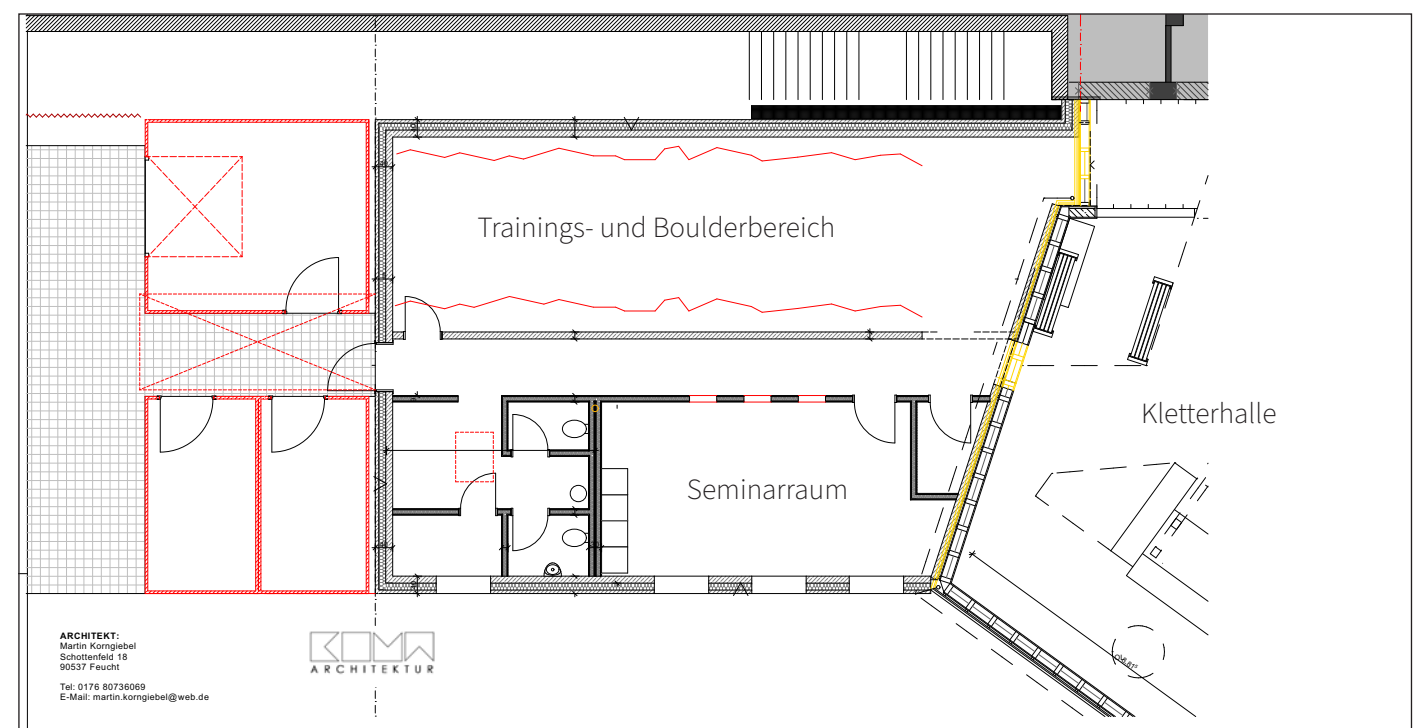 Trainings- und Boulderbereich
Kletterhalle
Seminarraum
ARCHITEKT:
Martin Korngiebel
Schottenfeld 18
90537 Feucht
Tel: 0176 80736069
E-Mail: martin.korngiebel@web.de
KOMA
ARCHITEKTUR